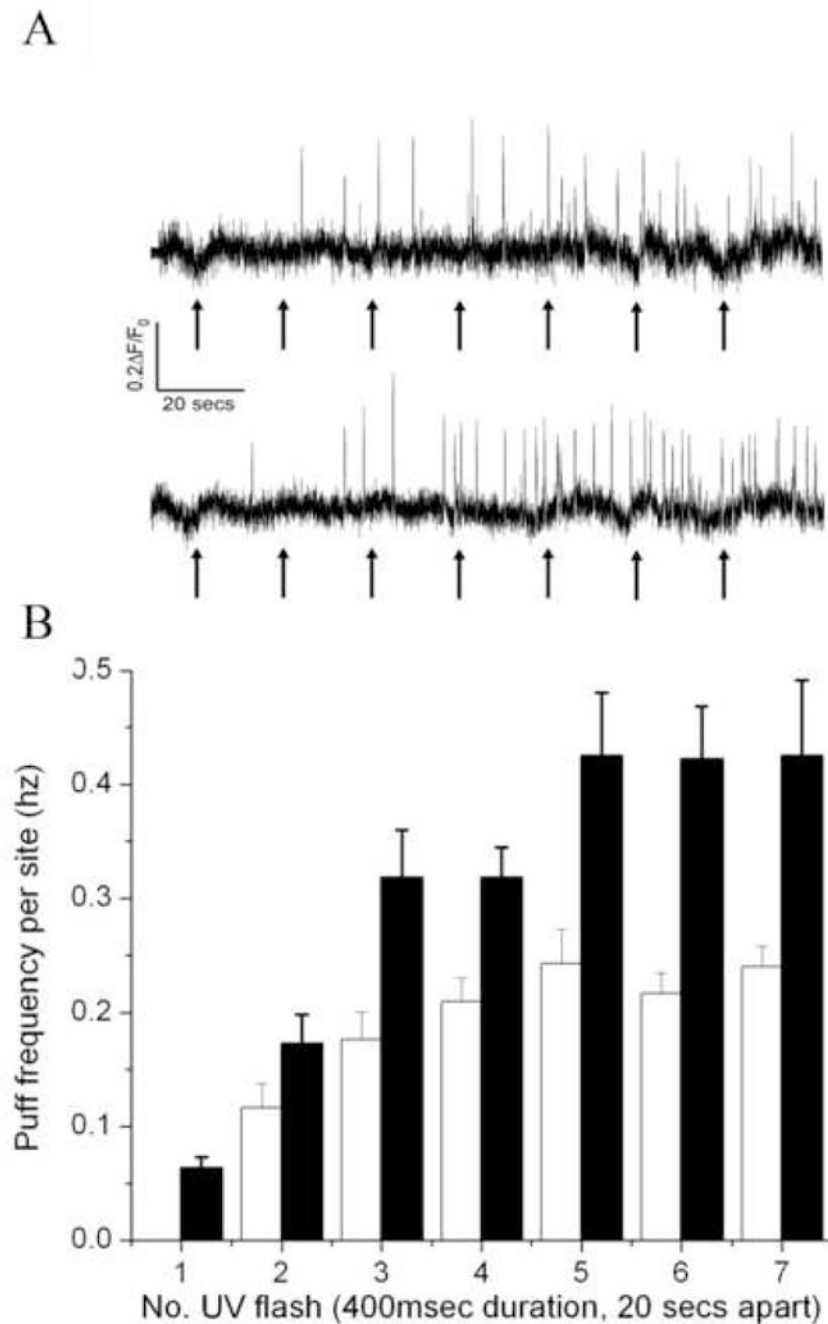 A
0.2ΔF/F0
20 secs
B
0.5
0.4
0.3
0.2
0.1
0.0
Puff frequency per site (hz)
1 2 3 4 5 6 7
No. UV flash (400msec duration, 20 secs apart)